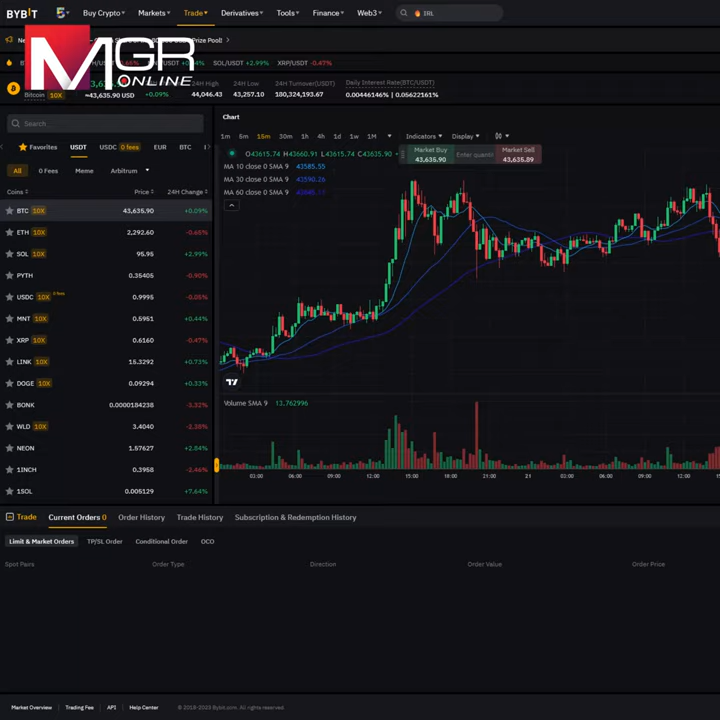 BYBIT
Buy Crypto
Markets
Trade
Derivatives
Tools
Finance
Web3
IRL
Prize Pool!
MGR
ONLINE
SOL/USDT +2.99%
XRP/USDT -0.47%
Bitcoin 10X
≈43,635.90 USD
+0.09%
24H High
44,046.43
24H Low
43,257.10
24H Turnover(USDT)
180,324,193.67
Daily Interest Rate(BTC/USDT)
0.00446146% | 0.05622161%
Search...
Favorites
USDT
USDC 0 fees
EUR
BTC
All
0 Fees
Meme
Arbitrum
Coins
Price
24H Change
BTC 10X 43,635.90 +0.09%
ETH 10X 2,292.60 -0.65%
SOL 10X 95.95 +2.99%
PYTH 0.35405 -0.90%
USDC 10X 0 fees 0.9995 -0.05%
MNT 10X 0.5951 +0.44%
XRP 10X 0.6160 -0.47%
LINK 10X 15.3292 +0.73%
DOGE 10X 0.09294 +0.33%
BONK 0.0000184238 -3.32%
WLD 10X 3.4040 -2.38%
NEON 1.57627 +2.84%
1INCH 0.3958 -2.46%
1SOL 0.005129 +7.64%
Chart
1m 5m 15m 30m 1h 4h 1d 1w 1M
Indicators
Display
O43615.74 H43660.91 L43615.74 C43635.90
MA 10 close 0 SMA 9 43585.55
MA 30 close 0 SMA 9 43590.26
MA 60 close 0 SMA 9
Market Buy
43,635.90
Enter quanti
Market Sell
43,635.89
Volume SMA 9 13.762996
03:00 06:00 09:00 12:00 15:00 18:00 21:00 21 03:00 06:00 09:00 12:00
Trade
Current Orders 0
Order History
Trade History
Subscription & Redemption History
Limit & Market Orders
TP/SL Order
Conditional Order
OCO
Spot Pairs
Order Type
Direction
Order Value
Order Price
Market Overview
Trading Fee
API
Help Center
© 2018-2023 Bybit.com. All rights reserved.